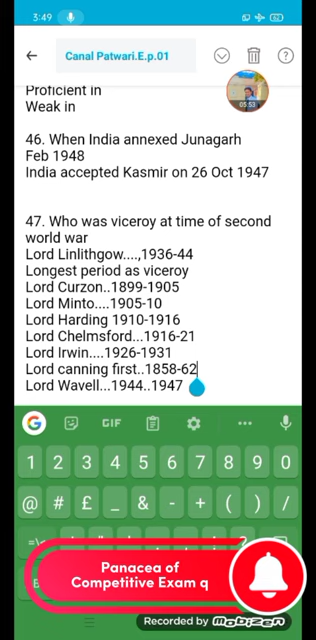 3:49
62
Canal Patwari.E.p.01
05:53
Proficient in
Weak in
46. When India annexed Junagarh
Feb 1948
India accepted Kasmir on 26 Oct 1947
47. Who was viceroy at time of second
world war
Lord Linlithgow....,1936-44
Longest period as viceroy
Lord Curzon..1899-1905
Lord Minto....1905-10
Lord Harding 1910-1916
Lord Chelmsford...1916-21
Lord Irwin....1926-1931
Lord canning first..1858-62
Lord Wavell...1944..1947
G GIF
1 2 3 4 5 6 7 8 9 0
@ # £ _ & - + ( ) /
Panacea of
Competitive Exam q
Recorded by Mobizen